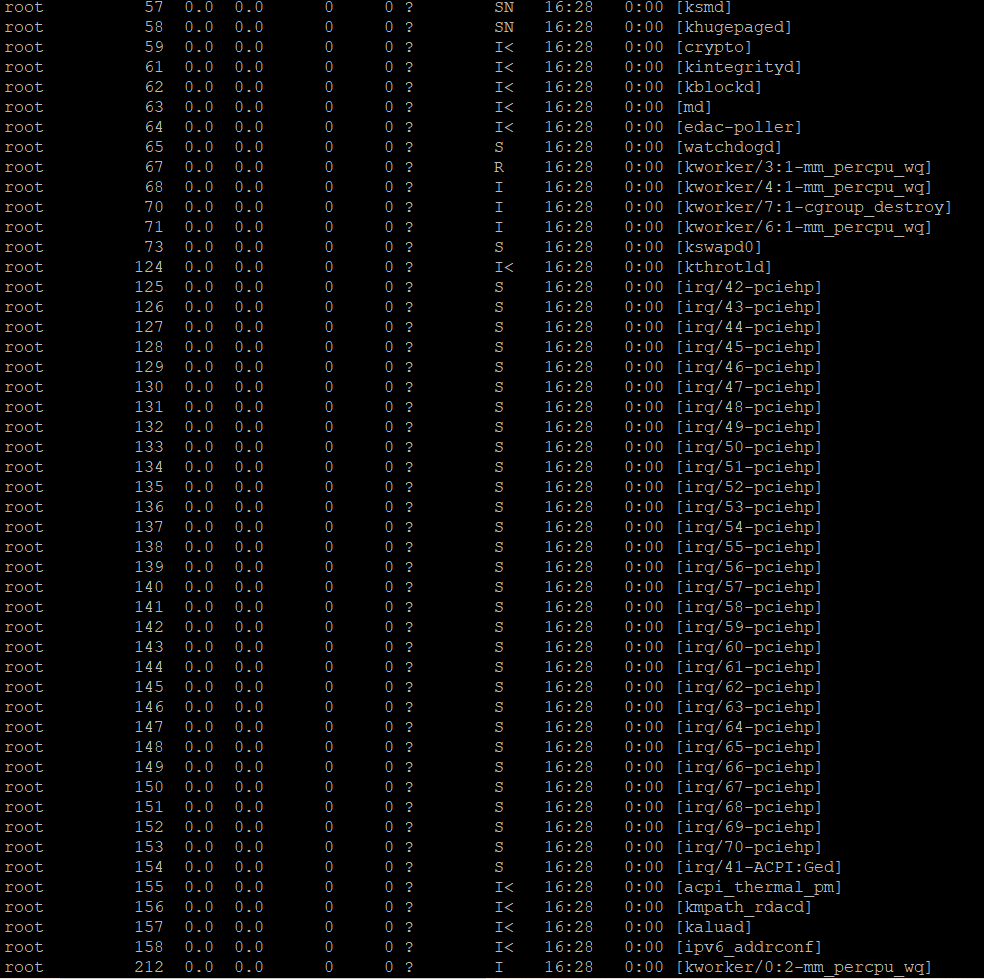 root 57 0.0 0.0 0 0 ? SN 16:28 0:00 [ksmd]
root 58 0.0 0.0 0 0 ? SN 16:28 0:00 [khugepaged]
root 59 0.0 0.0 0 0 ? I< 16:28 0:00 [crypto]
root 61 0.0 0.0 0 0 ? I< 16:28 0:00 [kintegrityd]
root 62 0.0 0.0 0 0 ? I< 16:28 0:00 [kblockd]
root 63 0.0 0.0 0 0 ? I< 16:28 0:00 [md]
root 64 0.0 0.0 0 0 ? I< 16:28 0:00 [edac-poller]
root 65 0.0 0.0 0 0 ? S 16:28 0:00 [watchdogd]
root 67 0.0 0.0 0 0 ? R 16:28 0:00 [kworker/3:1-mm_percpu_wq]
root 68 0.0 0.0 0 0 ? I 16:28 0:00 [kworker/4:1-mm_percpu_wq]
root 70 0.0 0.0 0 0 ? I 16:28 0:00 [kworker/7:1-cgroup_destroy]
root 71 0.0 0.0 0 0 ? I 16:28 0:00 [kworker/6:1-mm_percpu_wq]
root 73 0.0 0.0 0 0 ? S 16:28 0:00 [kswapd0]
root 124 0.0 0.0 0 0 ? I< 16:28 0:00 [kthrotld]
root 125 0.0 0.0 0 0 ? S 16:28 0:00 [irq/42-pciehp]
root 126 0.0 0.0 0 0 ? S 16:28 0:00 [irq/43-pciehp]
root 127 0.0 0.0 0 0 ? S 16:28 0:00 [irq/44-pciehp]
root 128 0.0 0.0 0 0 ? S 16:28 0:00 [irq/45-pciehp]
root 129 0.0 0.0 0 0 ? S 16:28 0:00 [irq/46-pciehp]
root 130 0.0 0.0 0 0 ? S 16:28 0:00 [irq/47-pciehp]
root 131 0.0 0.0 0 0 ? S 16:28 0:00 [irq/48-pciehp]
root 132 0.0 0.0 0 0 ? S 16:28 0:00 [irq/49-pciehp]
root 133 0.0 0.0 0 0 ? S 16:28 0:00 [irq/50-pciehp]
root 134 0.0 0.0 0 0 ? S 16:28 0:00 [irq/51-pciehp]
root 135 0.0 0.0 0 0 ? S 16:28 0:00 [irq/52-pciehp]
root 136 0.0 0.0 0 0 ? S 16:28 0:00 [irq/53-pciehp]
root 137 0.0 0.0 0 0 ? S 16:28 0:00 [irq/54-pciehp]
root 138 0.0 0.0 0 0 ? S 16:28 0:00 [irq/55-pciehp]
root 139 0.0 0.0 0 0 ? S 16:28 0:00 [irq/56-pciehp]
root 140 0.0 0.0 0 0 ? S 16:28 0:00 [irq/57-pciehp]
root 141 0.0 0.0 0 0 ? S 16:28 0:00 [irq/58-pciehp]
root 142 0.0 0.0 0 0 ? S 16:28 0:00 [irq/59-pciehp]
root 143 0.0 0.0 0 0 ? S 16:28 0:00 [irq/60-pciehp]
root 144 0.0 0.0 0 0 ? S 16:28 0:00 [irq/61-pciehp]
root 145 0.0 0.0 0 0 ? S 16:28 0:00 [irq/62-pciehp]
root 146 0.0 0.0 0 0 ? S 16:28 0:00 [irq/63-pciehp]
root 147 0.0 0.0 0 0 ? S 16:28 0:00 [irq/64-pciehp]
root 148 0.0 0.0 0 0 ? S 16:28 0:00 [irq/65-pciehp]
root 149 0.0 0.0 0 0 ? S 16:28 0:00 [irq/66-pciehp]
root 150 0.0 0.0 0 0 ? S 16:28 0:00 [irq/67-pciehp]
root 151 0.0 0.0 0 0 ? S 16:28 0:00 [irq/68-pciehp]
root 152 0.0 0.0 0 0 ? S 16:28 0:00 [irq/69-pciehp]
root 153 0.0 0.0 0 0 ? S 16:28 0:00 [irq/70-pciehp]
root 154 0.0 0.0 0 0 ? S 16:28 0:00 [irq/41-ACPI:Ged]
root 155 0.0 0.0 0 0 ? I< 16:28 0:00 [acpi_thermal_pm]
root 156 0.0 0.0 0 0 ? I< 16:28 0:00 [kmpath_rdacd]
root 157 0.0 0.0 0 0 ? I< 16:28 0:00 [kaluad]
root 158 0.0 0.0 0 0 ? I< 16:28 0:00 [ipv6_addrconf]
root 212 0.0 0.0 0 0 ? I 16:28 0:00 [kworker/0:2-mm_percpu_wq]